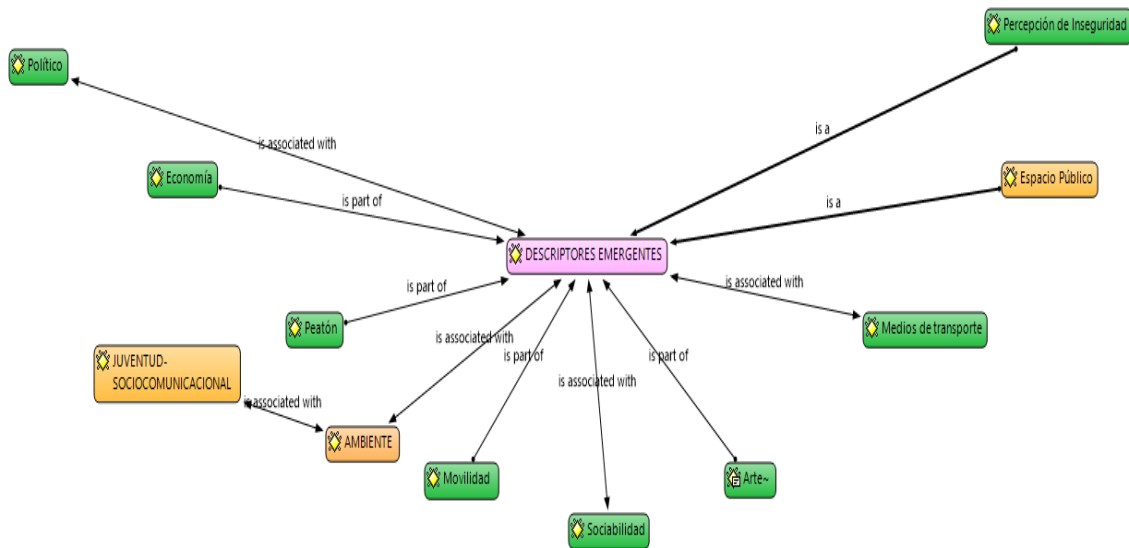 Percepción de Inseguridad
Político
is a
is associated with
Economía
Espacio Público
is part of
is a
DESCRIPTORES EMERGENTES
is part of
is associated with
Peatón
Medios de transporte
is associated with
is part of
is part of
JUVENTUD-
SOCIOCOMUNICACIONAL
is associated with
is associated with
AMBIENTE
Movilidad
Arte~
Sociabilidad